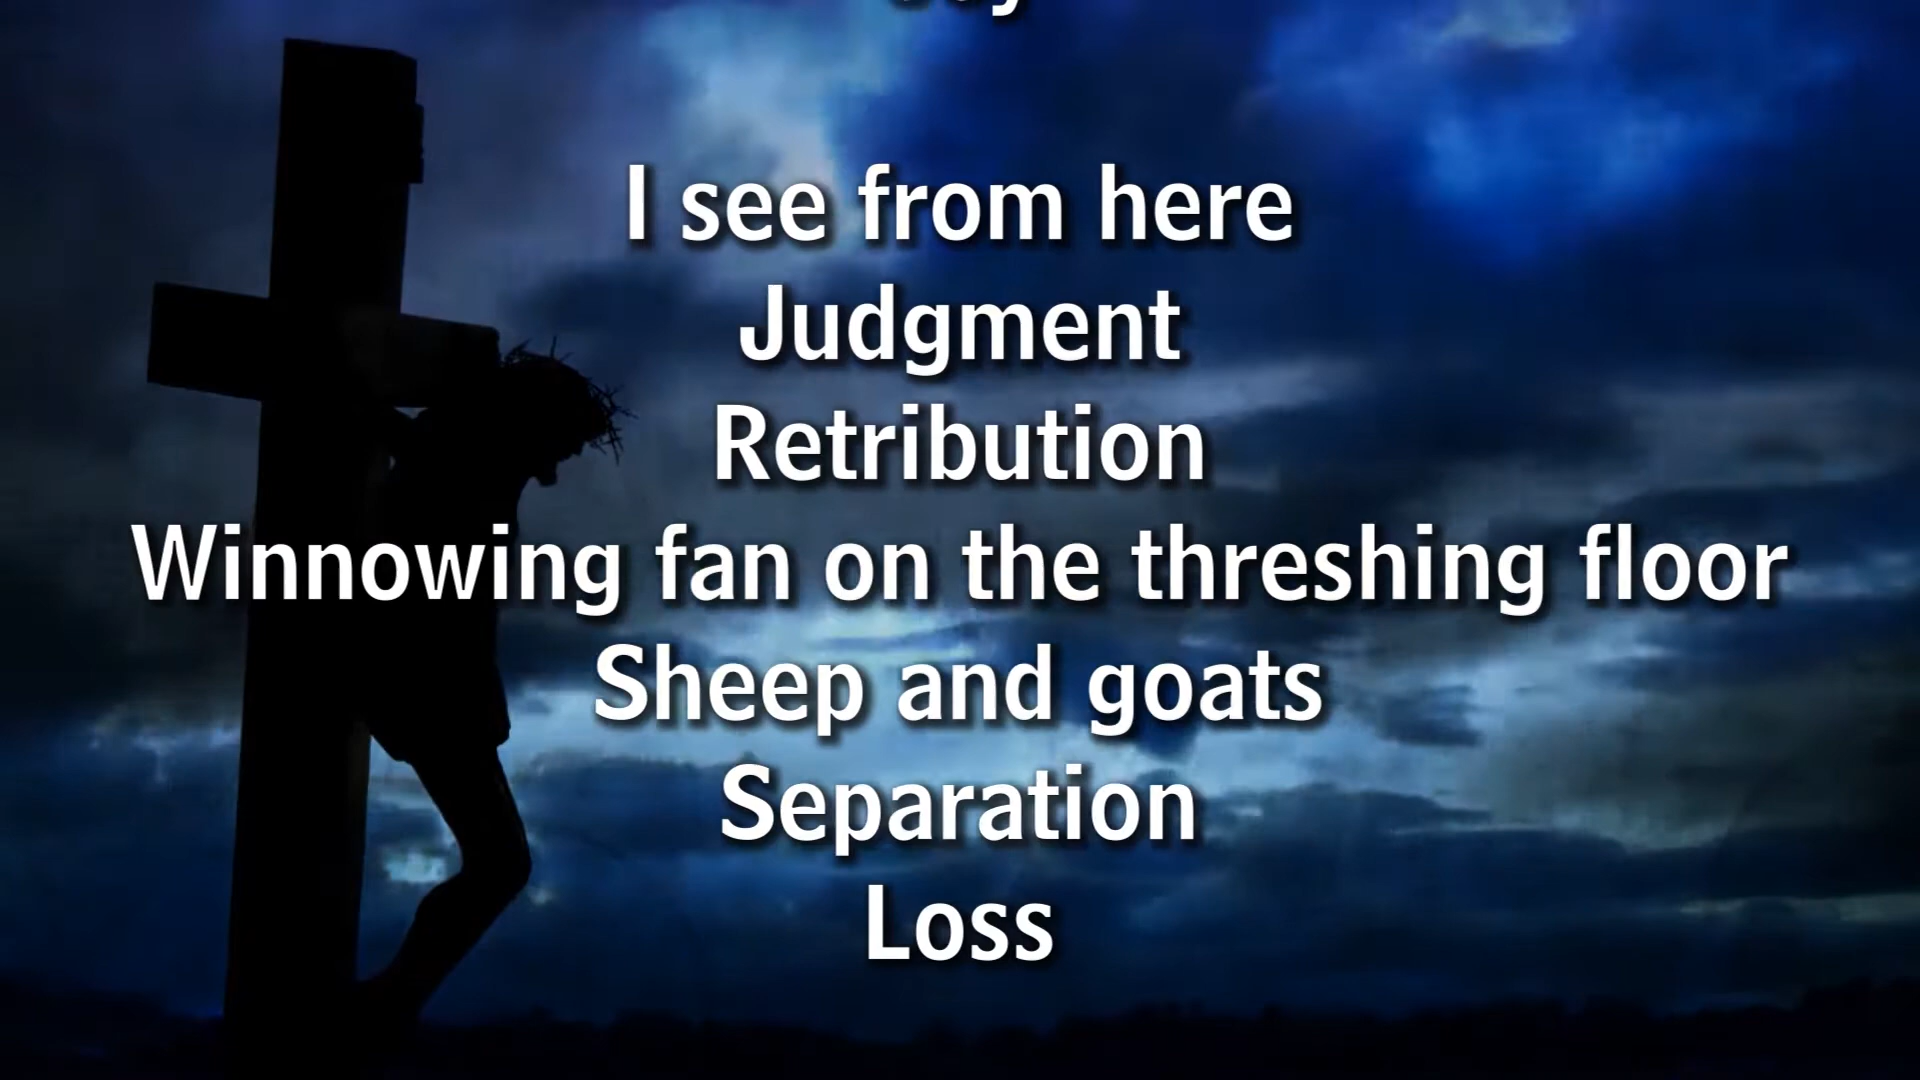 I see from here
Judgment
Retribution
Winnowing fan on the threshing floor
Sheep and goats
Separation
Loss